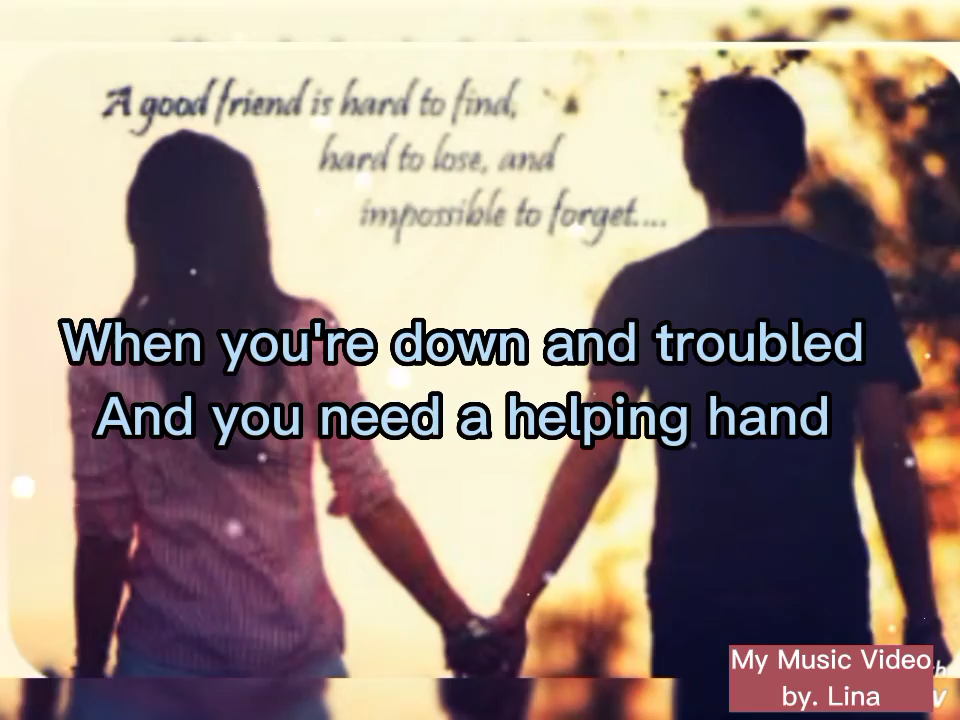 A good friend is hard to find,
hard to lose, and
impossible to forget....
When you're down and troubled
And you need a helping hand
My Music Video
by. Lina